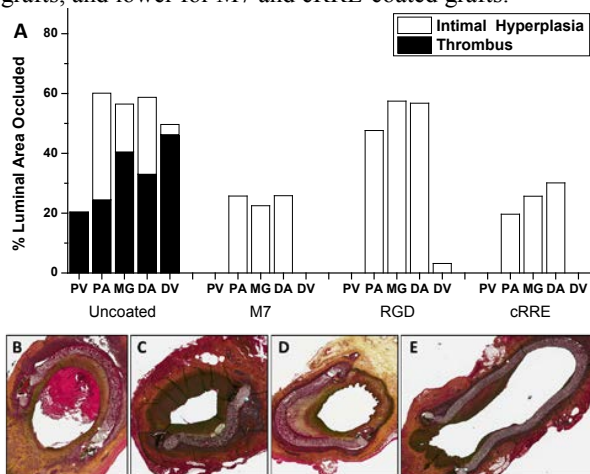 grafts, and lower for M7 and cRRE-coated grafts.
A
Intimal Hyperplasia
Thrombus
% Luminal Area Occluded
80
60
40
20
0
PV PA MG DA DV PV PA MG DA DV PV PA MG DA DV PV PA MG DA DV
Uncoated M7 RGD cRRE
B C D E